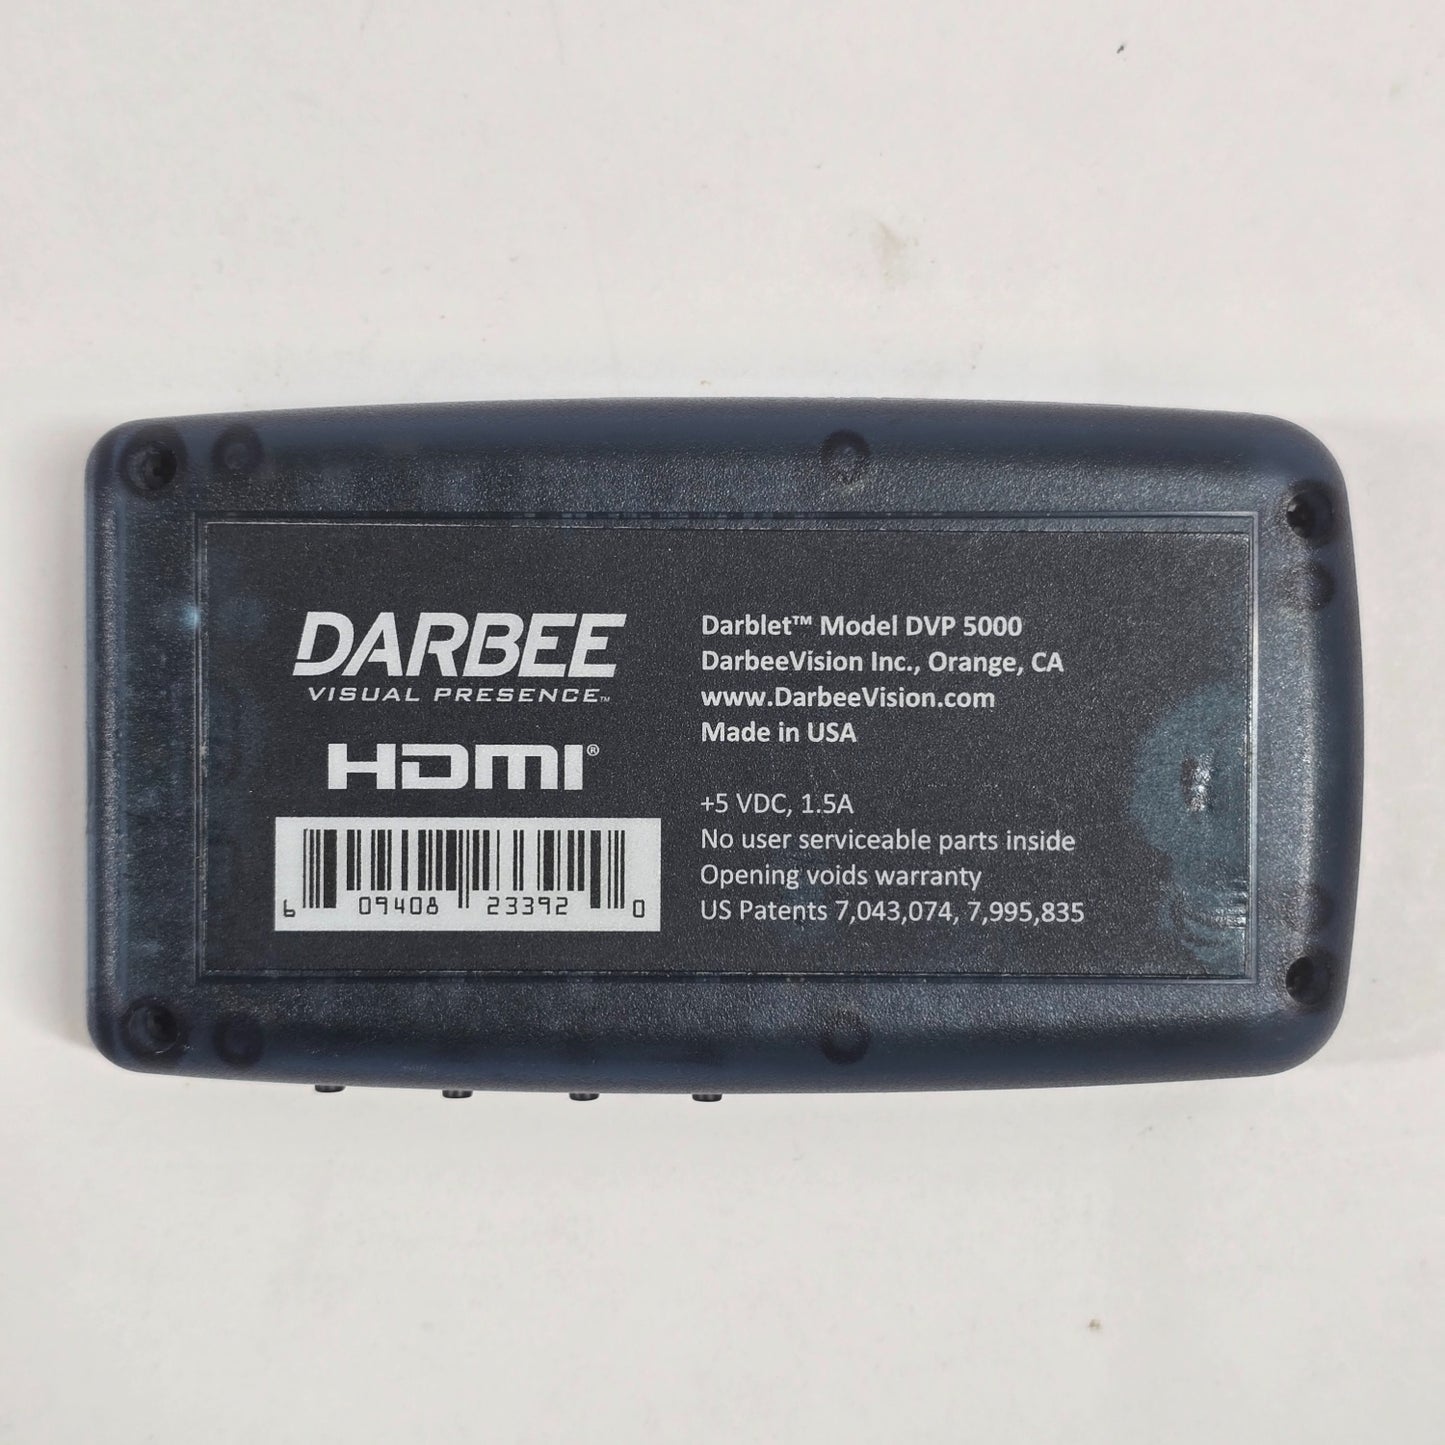 DARBEE
VISUAL PRESENCE™
HDMI®
6 09408 23392 0
Darblet™ Model DVP 5000
DarbeeVision Inc., Orange, CA
www.DarbeeVision.com
Made in USA
+5 VDC, 1.5A
No user serviceable parts inside
Opening voids warranty
US Patents 7,043,074, 7,995,835